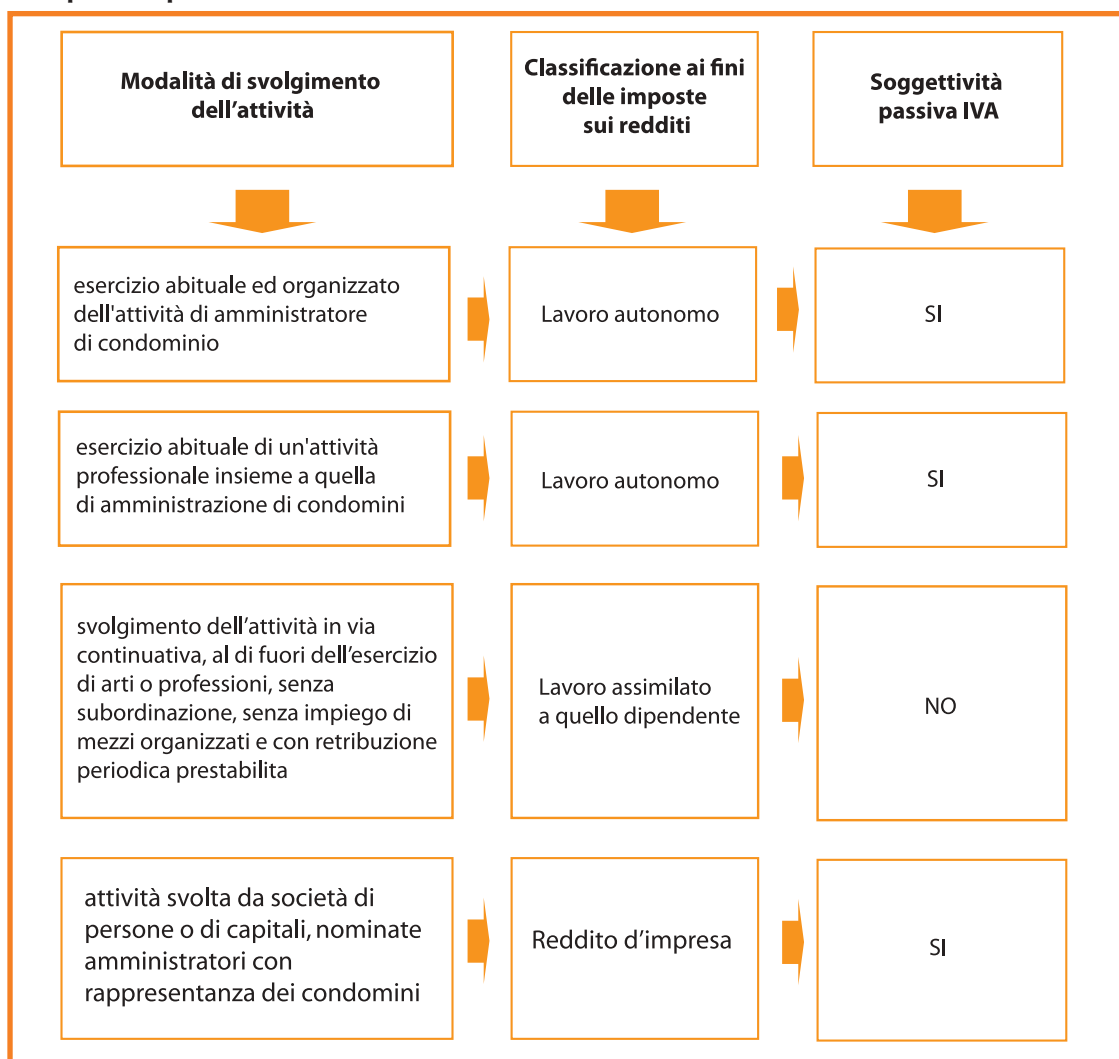 Modalità di svolgimento
dell'attività
Classificazione ai fini
delle imposte
sui redditi
Soggettività
passiva IVA
esercizio abituale ed organizzato
dell'attività di amministratore
di condominio
Lavoro autonomo
SI
esercizio abituale di un'attività
professionale insieme a quella
di amministrazione di condomini
Lavoro autonomo
SI
svolgimento dell'attività in via
continuativa, al di fuori dell'esercizio
di arti o professioni, senza
subordinazione, senza impiego di
mezzi organizzati e con retribuzione
periodica prestabilita
Lavoro assimilato
a quello dipendente
NO
attività svolta da società di
persone o di capitali, nominate
amministratori con
rappresentanza dei condomini
Reddito d'impresa
SI